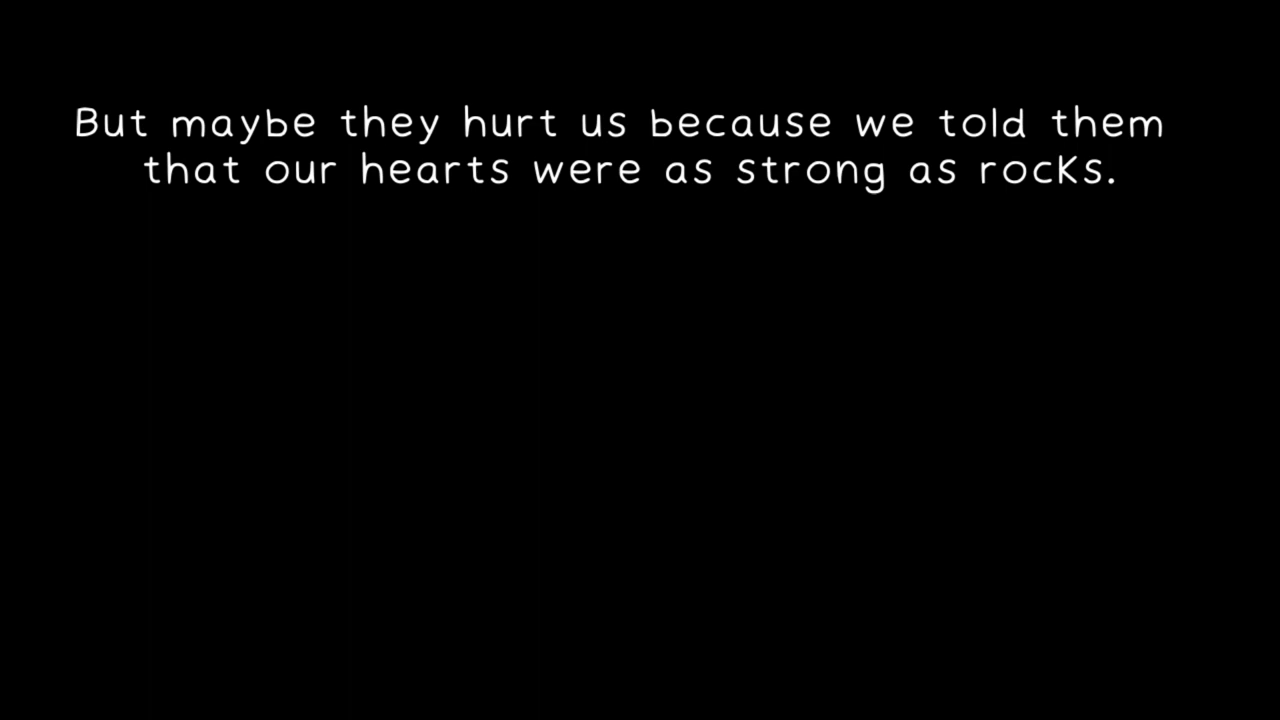 But maybe they hurt us because we told them
that our hearts were as strong as rocks.